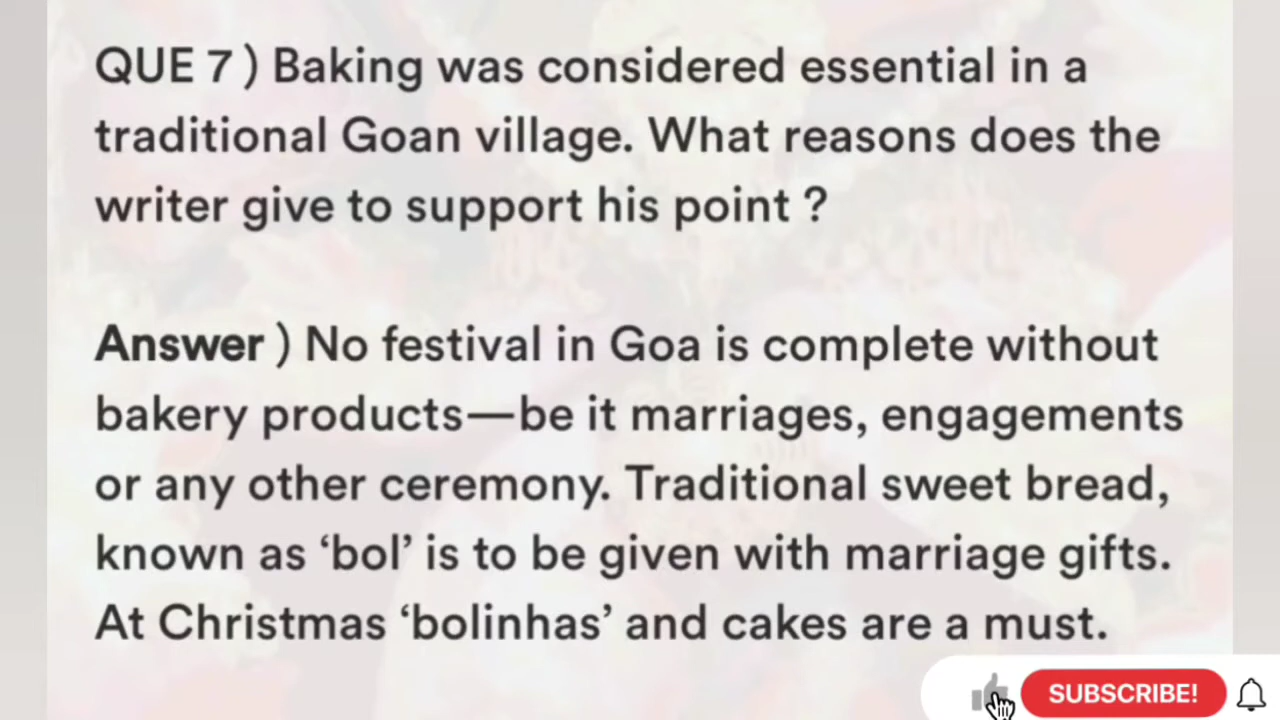 QUE 7 ) Baking was considered essential in a
traditional Goan village. What reasons does the
writer give to support his point ?
Answer ) No festival in Goa is complete without
bakery products—be it marriages, engagements
or any other ceremony. Traditional sweet bread,
known as ‘bol’ is to be given with marriage gifts.
At Christmas ‘bolinhas’ and cakes are a must.
SUBSCRIBE!